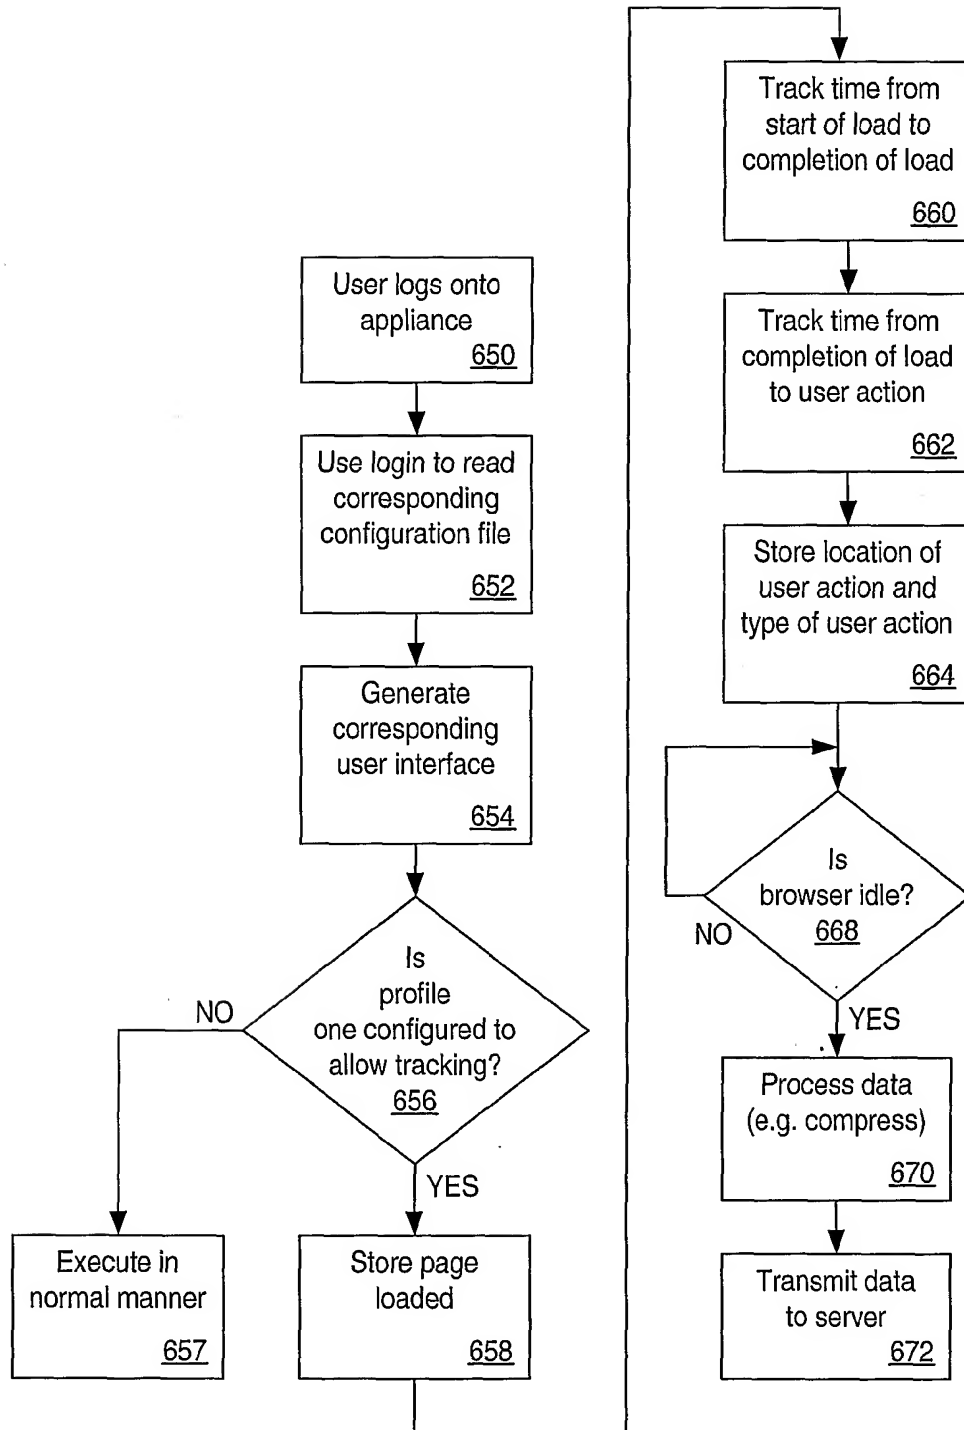 User logs onto
appliance
650
Use login to read
corresponding
configuration file
652
Generate
corresponding
user interface
654
Is
profile
one configured to
allow tracking?
656
NO
YES
Execute in
normal manner
657
Store page
loaded
658
Track time from
start of load to
completion of load
660
Track time from
completion of load
to user action
662
Store location of
user action and
type of user action
664
Is
browser idle?
668
NO
YES
Process data
(e.g. compress)
670
Transmit data
to server
672